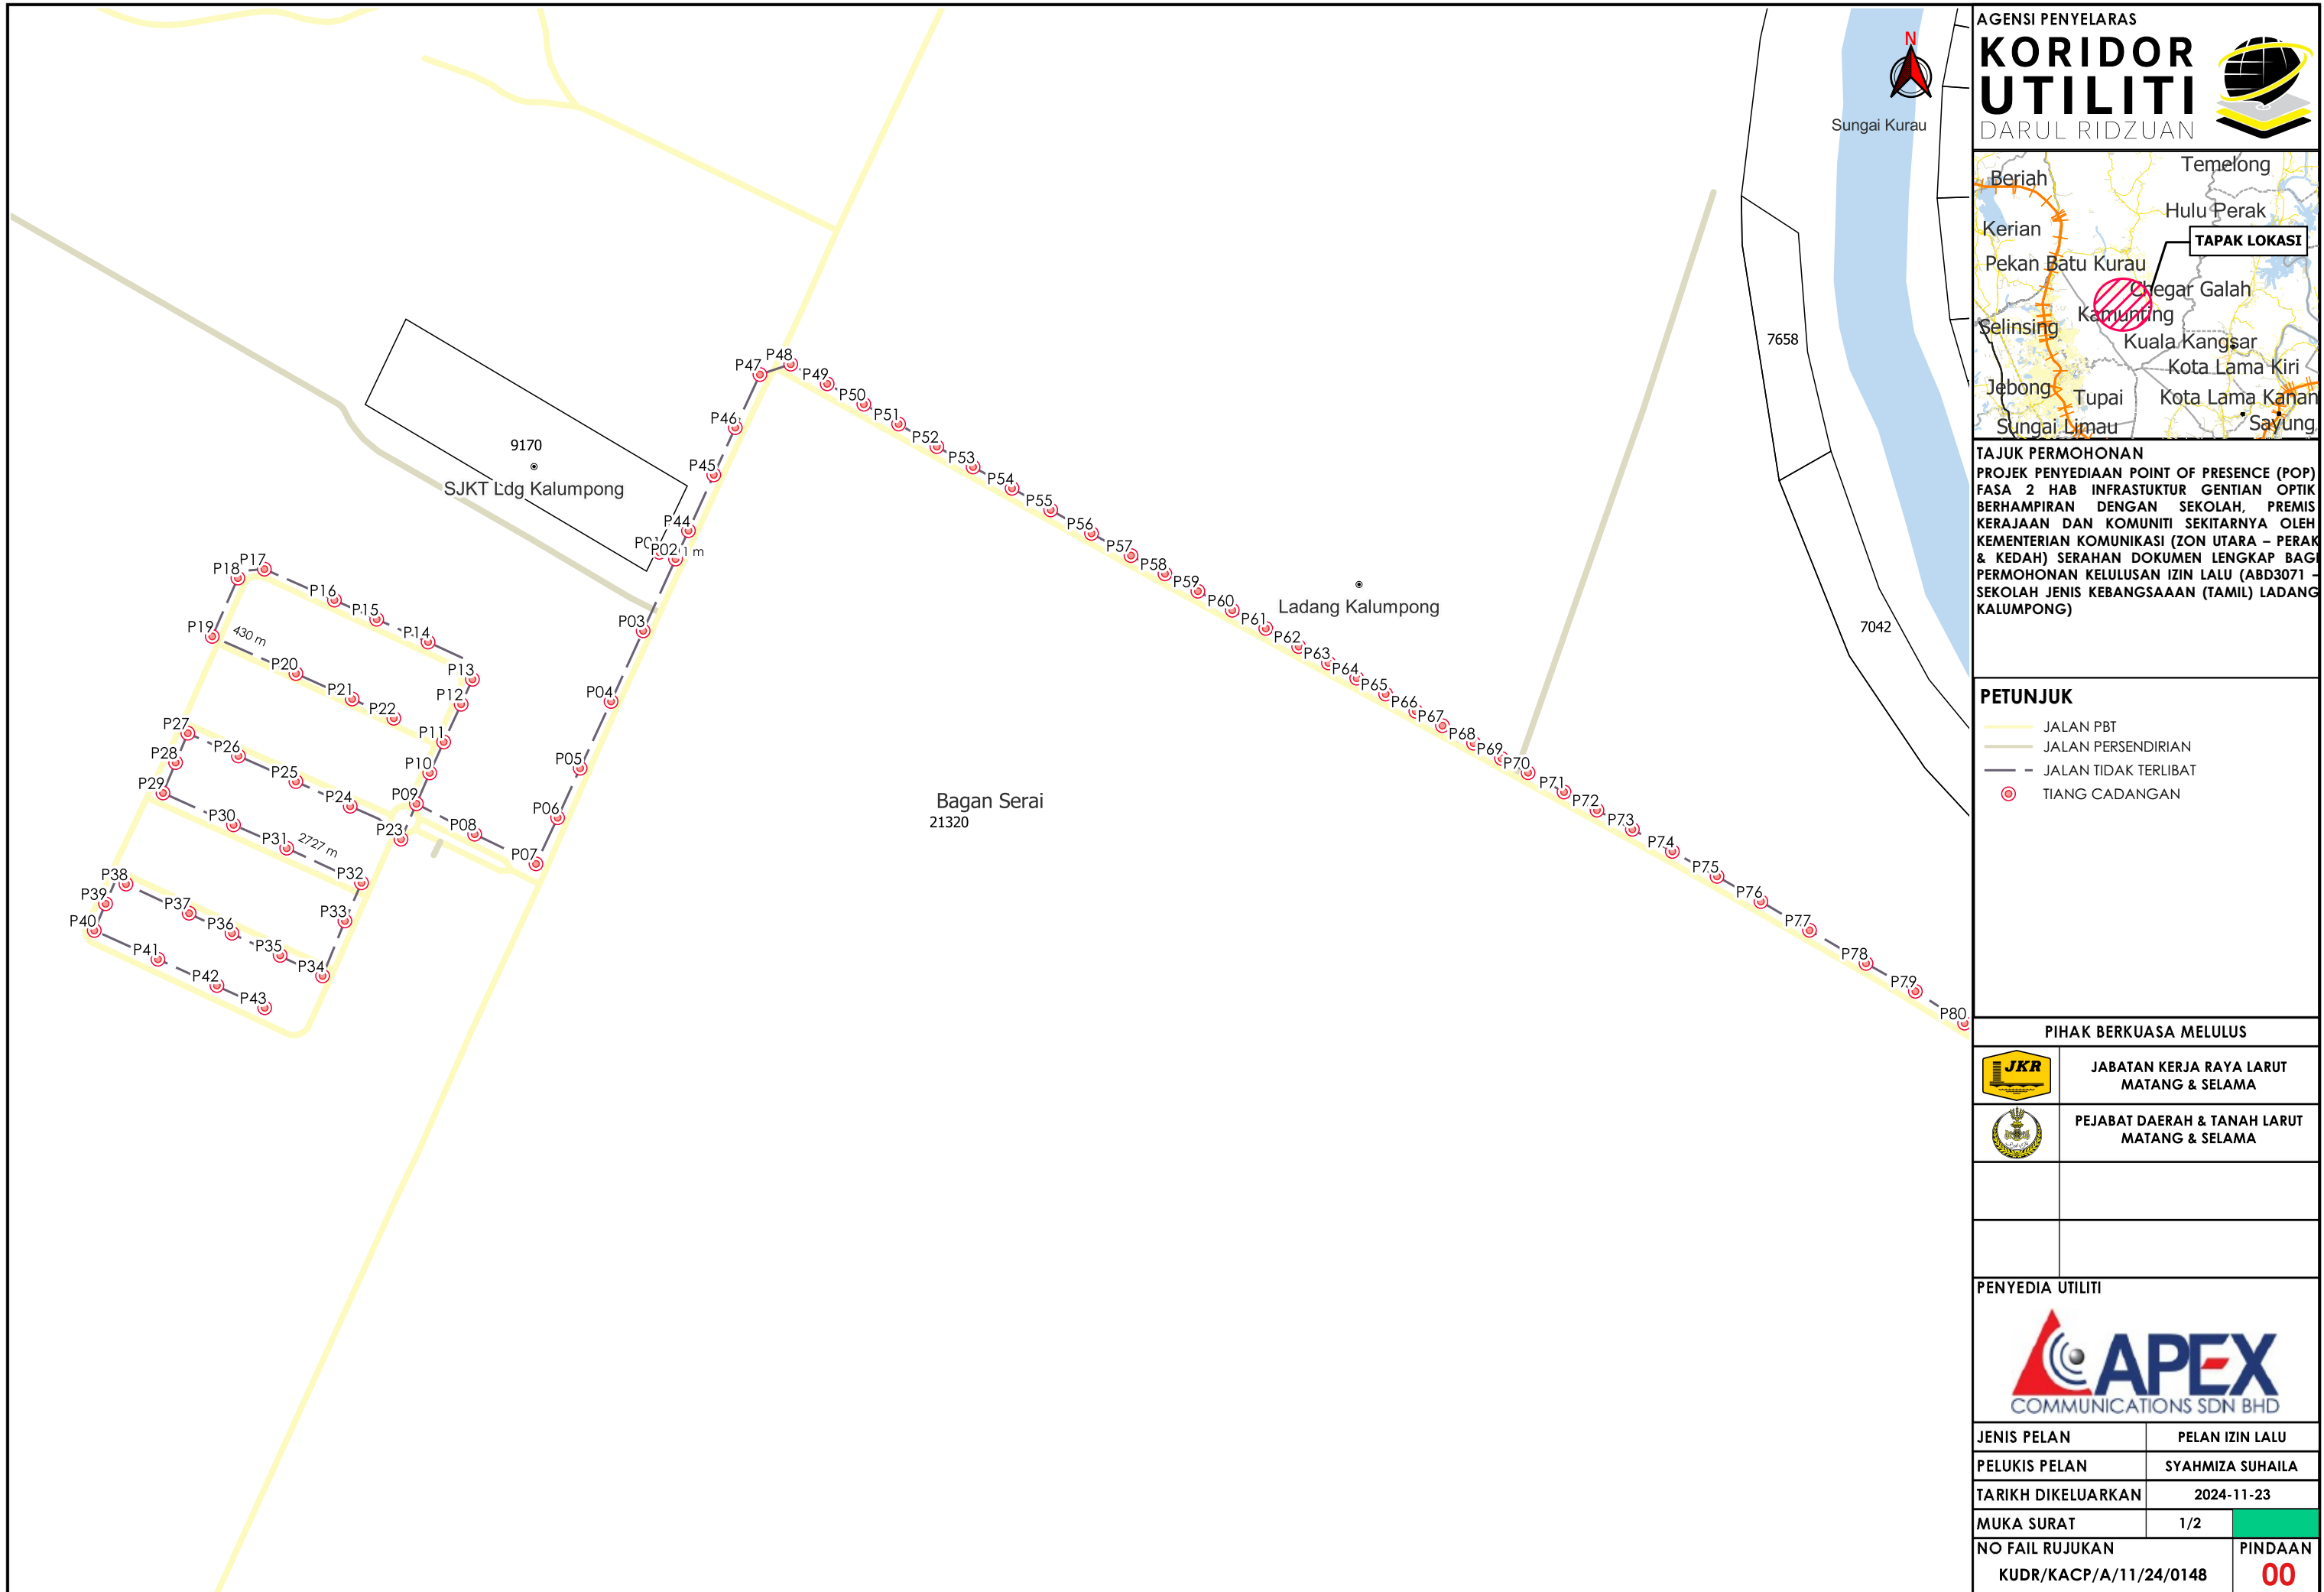 N
Sungai Kurau
7658
7042
9170
SJKT Ldg Kalumpong
Ladang Kalumpong
Bagan Serai
21320
P48
P47
P49
P50
P46
P51
P52
P53
P45
P54
P55
P44
P56
P02
1 m
P57
P58
P17
P18
P59
P16
P60
P15
P61
P03
P19
430 m
P14
P62
P63
P20
P13
P64
P65
P21
P12
P04
P66
P22
P67
P27
P68
P11
P26
P69
P28
P70
P10
P05
P25
P29
P71
P24
P09
P72
P30
P06
P73
P31
2727 m
P23
P08
P74
P32
P07
P75
P38
P76
P39
P37
P33
P77
P40
P36
P41
P35
P78
P34
P42
P79
P43
P80
AGENSI PENYELARAS
KORIDOR
UTILITI
DARUL RIDZUAN
Temelong
Beriah
Hulu Perak
Kerian
TAPAK LOKASI
Pekan Batu Kurau
Chegar Galah
Kamunting
Selinsing
Kuala Kangsar
Kota Lama Kiri
Jebong
Tupai
Kota Lama Kanan
Sungai Limau
Sayung
TAJUK PERMOHONAN
PROJEK PENYEDIAAN POINT OF PRESENCE (POP)
FASA 2 HAB INFRASTUKTUR GENTIAN OPTIK
BERHAMPIRAN DENGAN SEKOLAH, PREMIS
KERAJAAN DAN KOMUNITI SEKITARNYA OLEH
KEMENTERIAN KOMUNIKASI (ZON UTARA – PERAK
& KEDAH) SERAHAN DOKUMEN LENGKAP BAGI
PERMOHONAN KELULUSAN IZIN LALU (ABD3071 –
SEKOLAH JENIS KEBANGSAAAN (TAMIL) LADANG
KALUMPONG)
PETUNJUK
JALAN PBT
JALAN PERSENDIRIAN
JALAN TIDAK TERLIBAT
TIANG CADANGAN
PIHAK BERKUASA MELULUS
JKR
JABATAN KERJA RAYA LARUT
MATANG & SELAMA
PEJABAT DAERAH & TANAH LARUT
MATANG & SELAMA
PENYEDIA UTILITI
APEX
COMMUNICATIONS SDN BHD
JENIS PELAN PELAN IZIN LALU
PELUKIS PELAN SYAHMIZA SUHAILA
TARIKH DIKELUARKAN 2024-11-23
MUKA SURAT 1/2
NO FAIL RUJUKAN PINDAAN
KUDR/KACP/A/11/24/0148 00